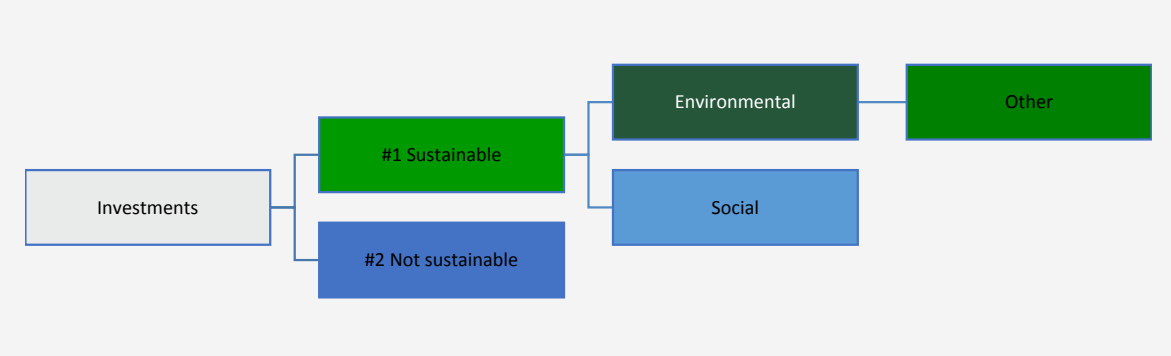 Investments
#1 Sustainable
#2 Not sustainable
Environmental
Social
Other